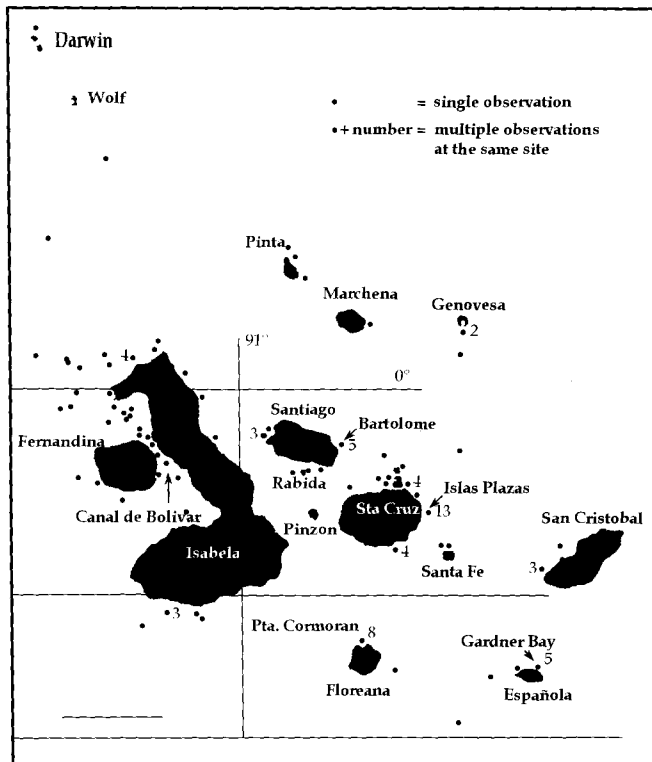 Darwin
Wolf
• = single observation
• + number = multiple observations
at the same site
Pinta
Marchena
Genovesa
2
91°
4
0°
Santiago
Bartolome
3
5
Fernandina
Rabida
4
Islas Plazas
Canal de Bolívar
Pinzon
Sta Cruz
13
San Cristobal
Isabela
4
Santa Fe
3
3
Pta. Cormoran
8
Gardner Bay
5
Floreana
Española